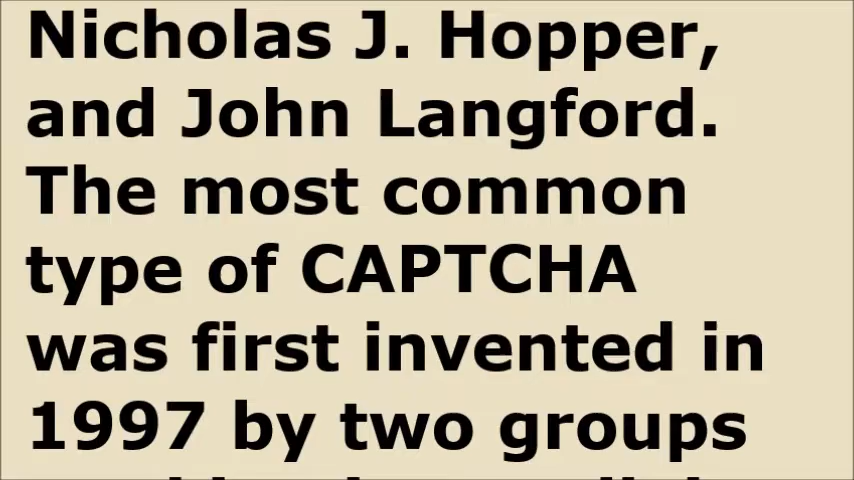 Nicholas J. Hopper,
and John Langford.
The most common
type of CAPTCHA
was first invented in
1997 by two groups